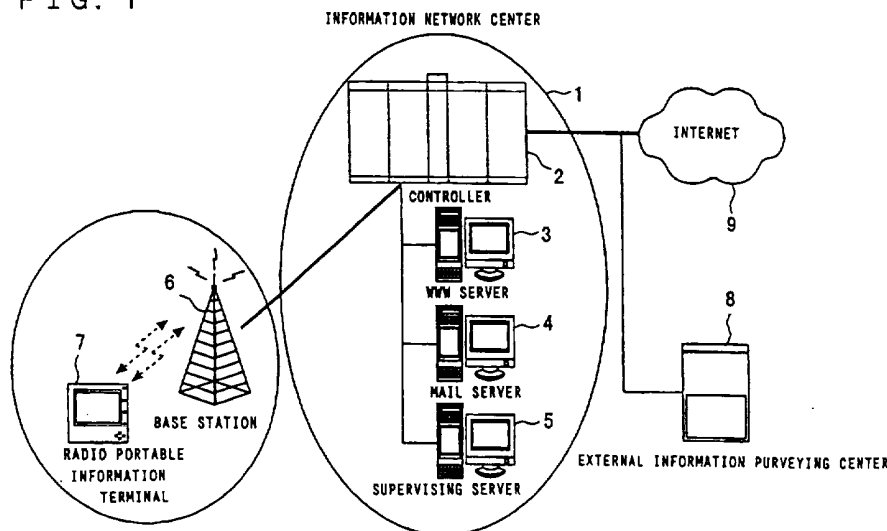 FIG. 1
INFORMATION NETWORK CENTER
1
2
INTERNET
9
CONTROLLER
3
WWW SERVER
6
7
BASE STATION
RADIO PORTABLE
INFORMATION
TERMINAL
4
MAIL SERVER
5
SUPERVISING SERVER
8
EXTERNAL INFORMATION PURVEYING CENTER